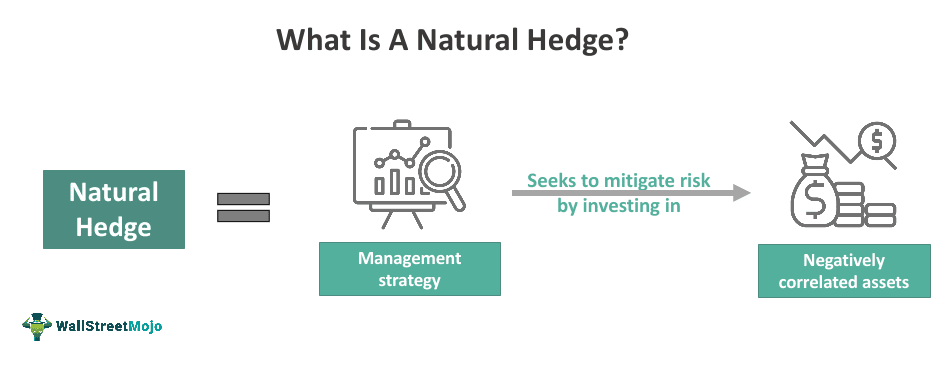 What Is A Natural Hedge?
Natural
Hedge
Management
strategy
Seeks to mitigate risk
by investing in
$
$
Negatively
correlated assets
WallStreetMojo